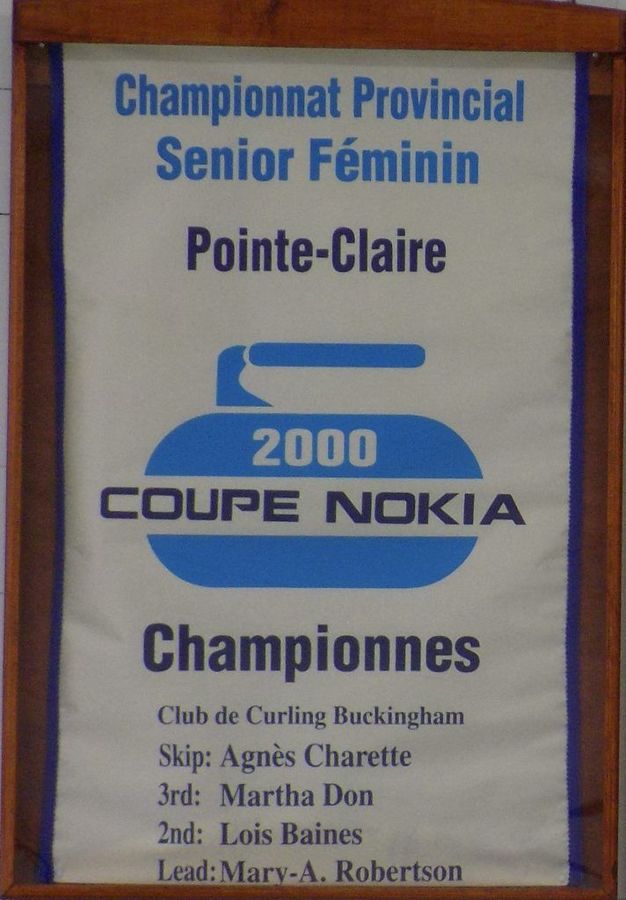 Championnat Provincial
Senior Féminin
Pointe-Claire
2000
COUPE NOKIA
Championnes
Club de Curling Buckingham
Skip: Agnès Charette
3rd: Martha Don
2nd: Lois Baines
Lead: Mary-A. Robertson